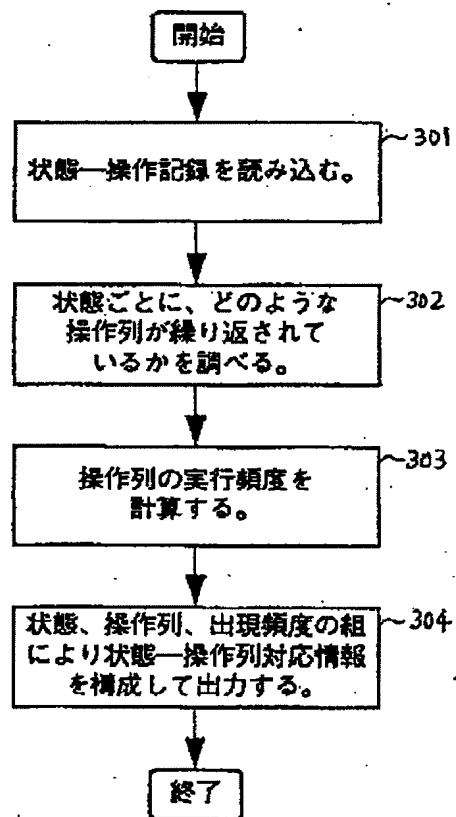 開始
状態―操作記録を読み込む。
301
状態ごとに、どのような
302
操作列が繰り返されて
いるかを調べる。
操作列の実行頻度を
303
計算する。
状態、操作列、出現頻度の組
304
により状態―操作列対応情報
を構成して出力する。
終了